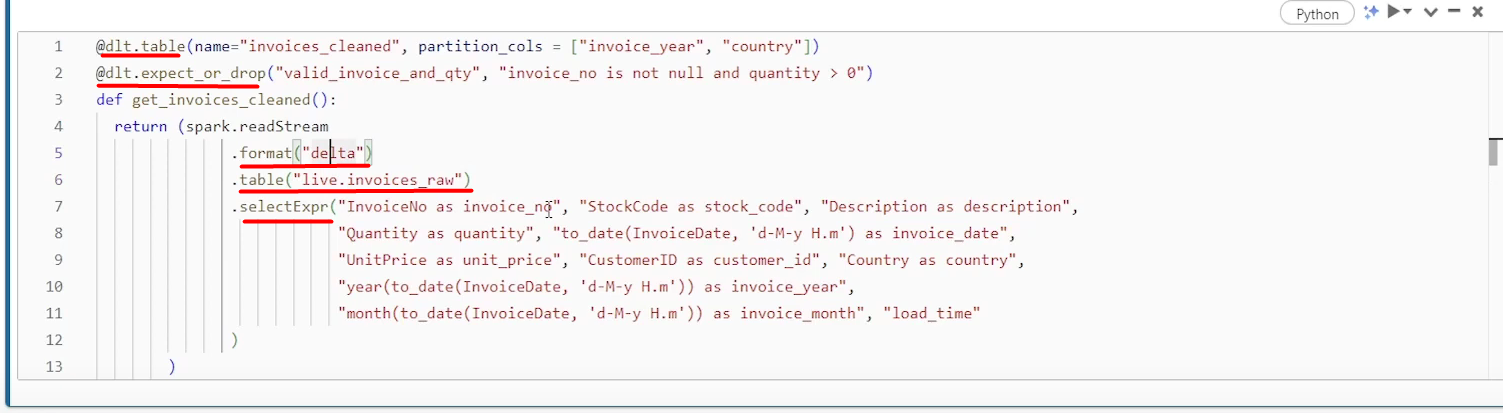 Python
1 @dlt.table(name="invoices_cleaned", partition_cols = ["invoice_year", "country"])
2 @dlt.expect_or_drop("valid_invoice_and_qty", "invoice_no is not null and quantity > 0")
3 def get_invoices_cleaned():
4 return (spark.readStream
5 .format("delta")
6 .table("live.invoices_raw")
7 .selectExpr("InvoiceNo as invoice_no", "StockCode as stock_code", "Description as description",
8 "Quantity as quantity", "to_date(InvoiceDate, 'd-M-y H.m') as invoice_date",
9 "UnitPrice as unit_price", "CustomerID as customer_id", "Country as country",
10 "year(to_date(InvoiceDate, 'd-M-y H.m')) as invoice_year",
11 "month(to_date(InvoiceDate, 'd-M-y H.m')) as invoice_month", "load_time"
12 )
13 )